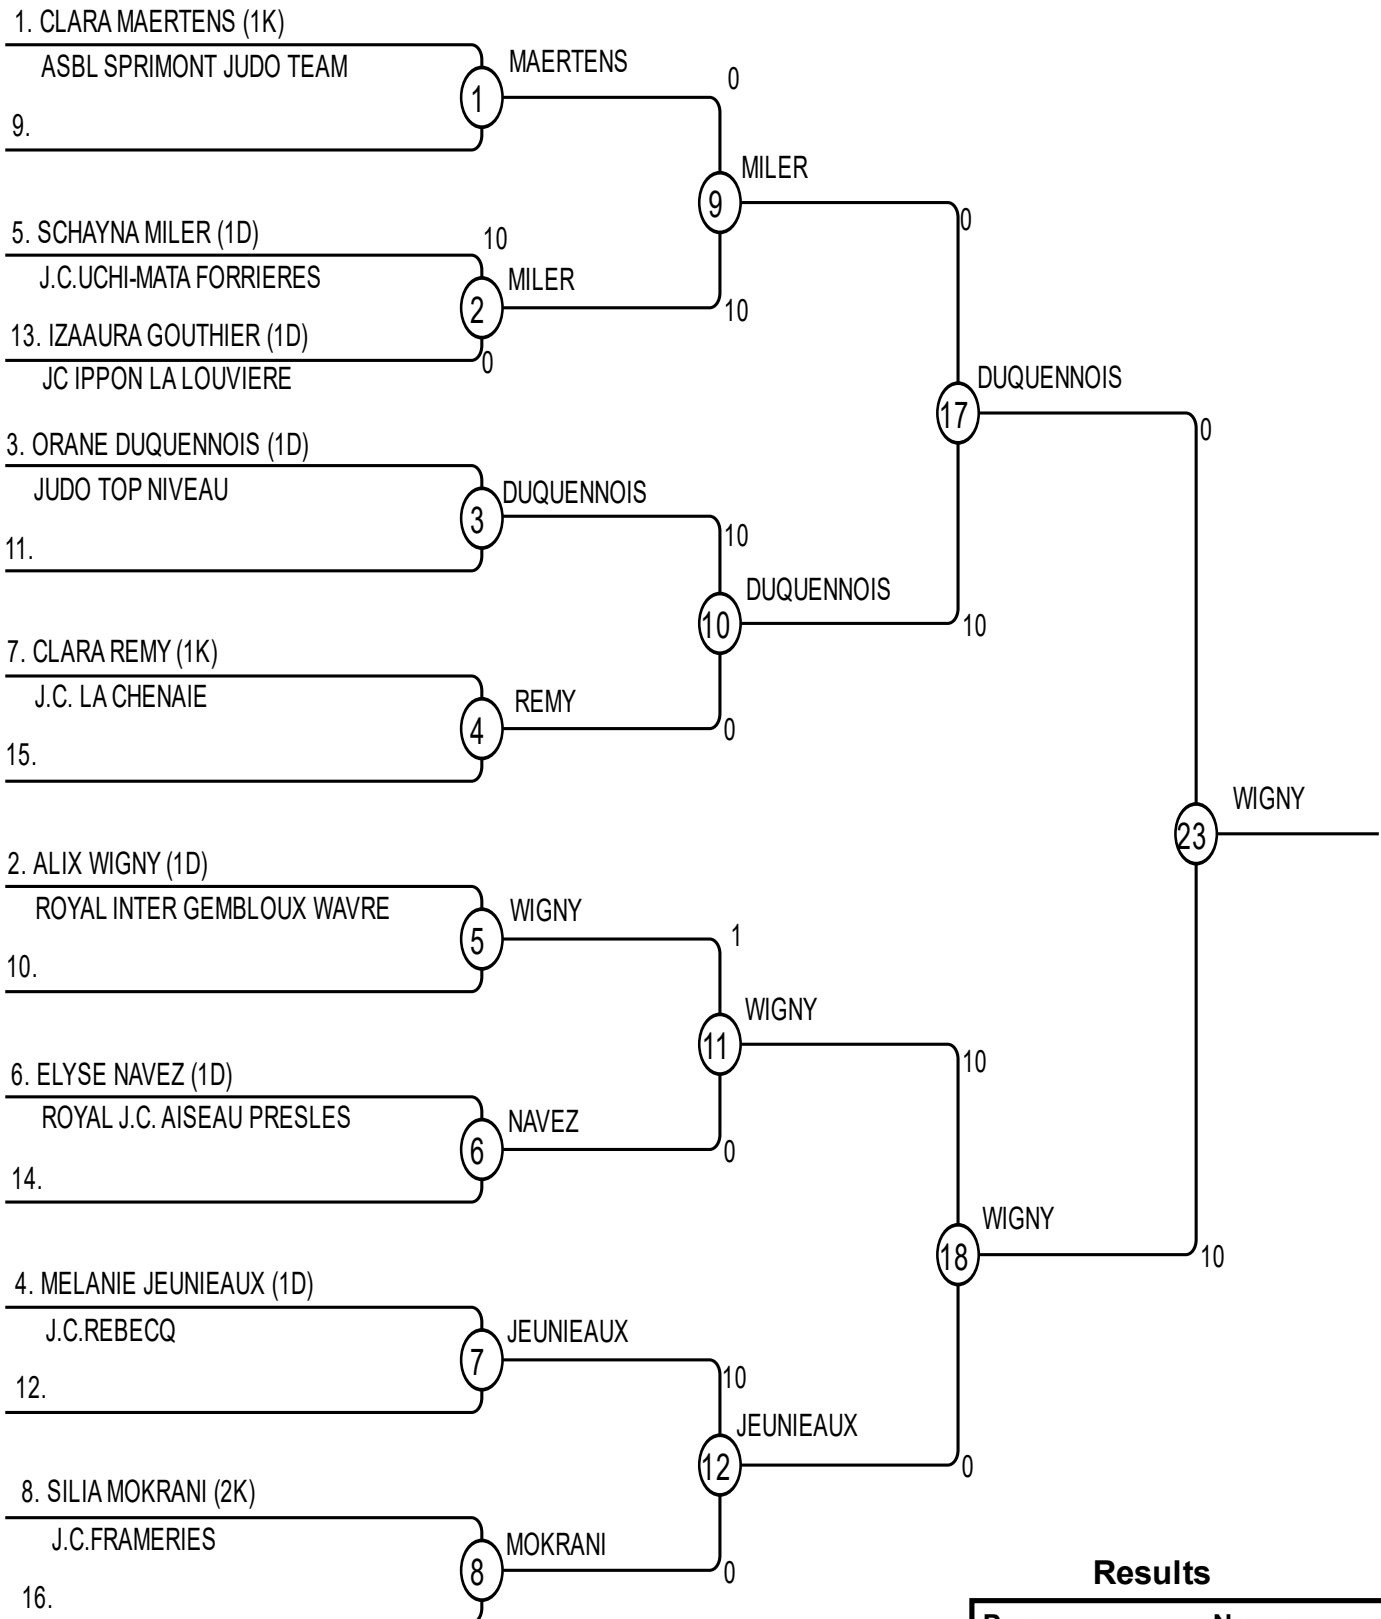 1. CLARA MAERTENS (1K)
ASBL SPRIMONT JUDO TEAM
9.
1
MAERTENS
0
5. SCHAYNA MILER (1D)
J.C.UCHI-MATA FORRIERES
10
13. IZAAURA GOUTHIER (1D)
JC IPPON LA LOUVIERE
0
2
MILER
10
9
MILER
0
3. ORANE DUQUENNOIS (1D)
JUDO TOP NIVEAU
11.
3
DUQUENNOIS
10
7. CLARA REMY (1K)
J.C. LA CHENAIE
15.
4
REMY
0
10
DUQUENNOIS
10
17
DUQUENNOIS
0
2. ALIX WIGNY (1D)
ROYAL INTER GEMBLOUX WAVRE
10.
5
WIGNY
1
6. ELYSE NAVEZ (1D)
ROYAL J.C. AISEAU PRESLES
14.
6
NAVEZ
0
11
WIGNY
10
4. MELANIE JEUNIEAUX (1D)
J.C.REBECQ
12.
7
JEUNIEAUX
10
8. SILIA MOKRANI (2K)
J.C.FRAMERIES
16.
8
MOKRANI
0
12
JEUNIEAUX
0
18
WIGNY
10
23
WIGNY
Results